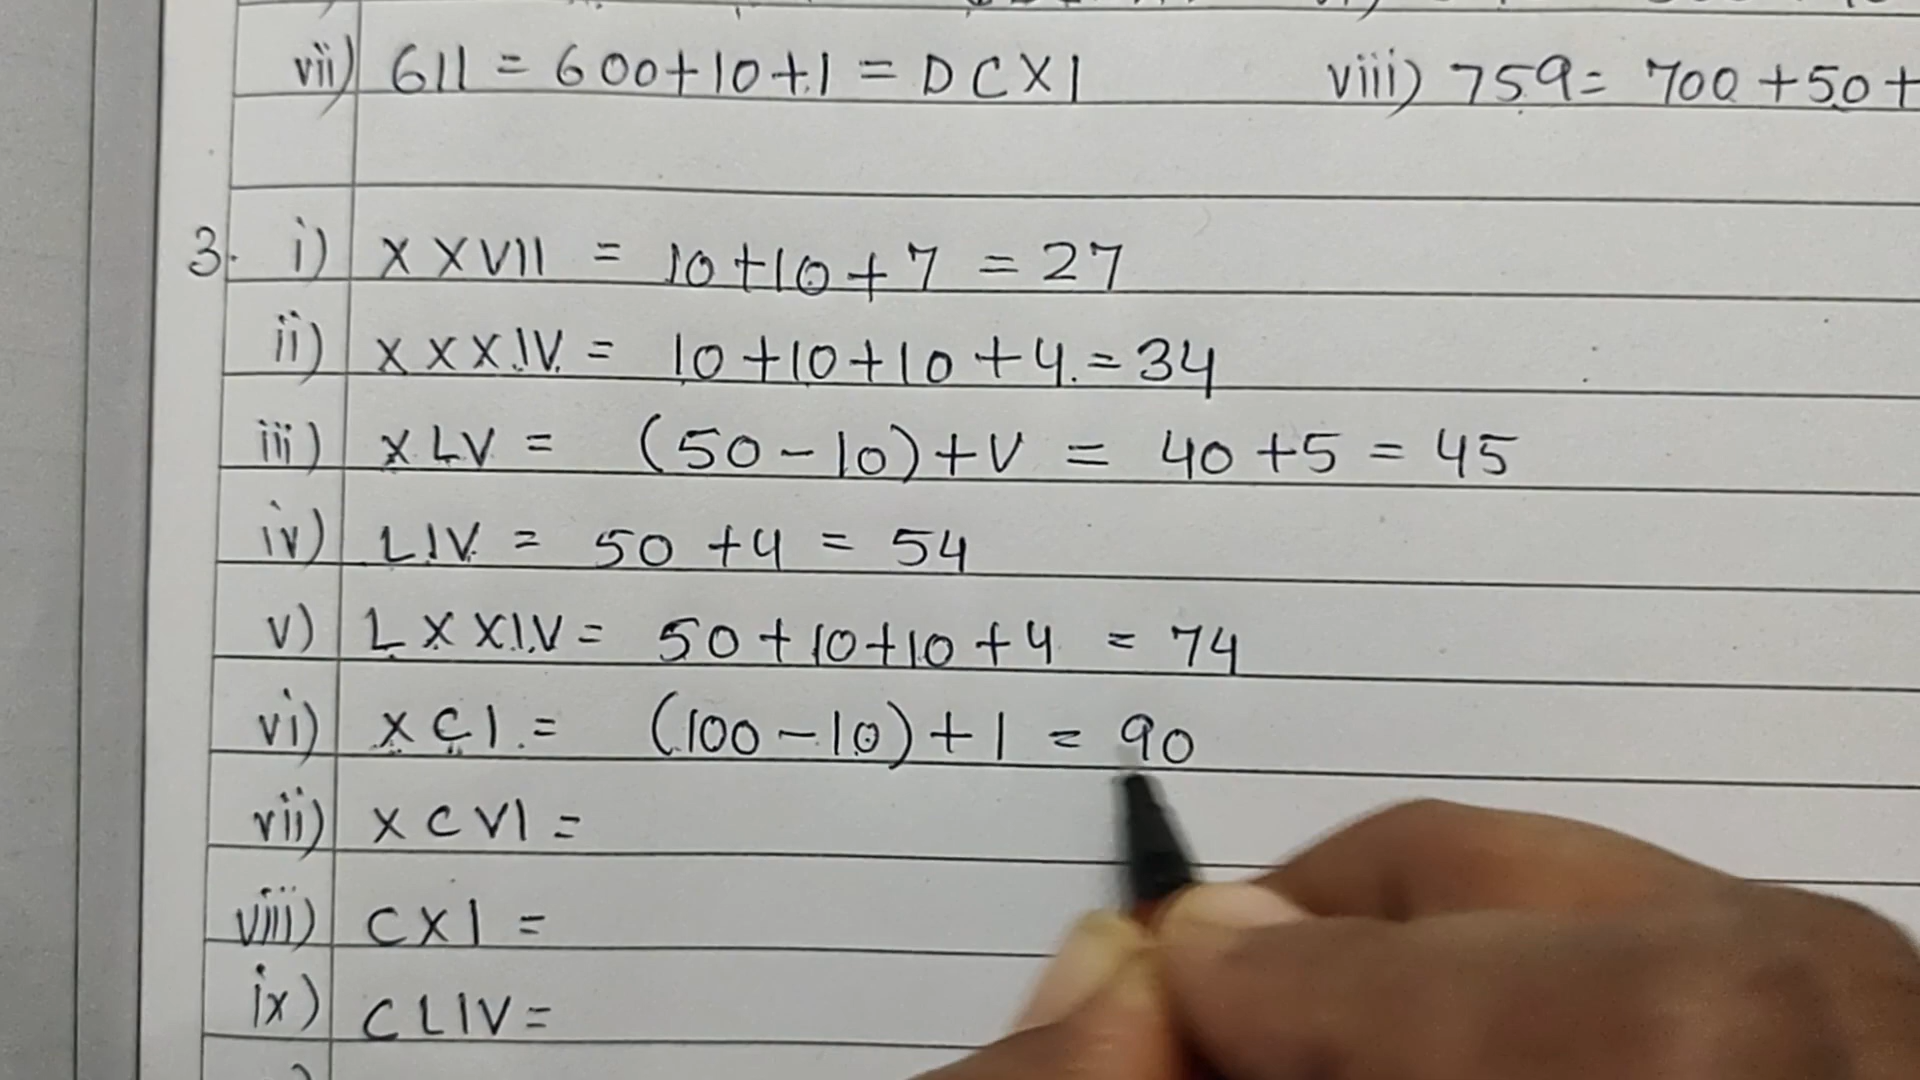 vii) 611 = 600+10+1 = DCXI viii) 759= 700+50+
3. i) XXVII = 10+10+7 = 27
ii) XXXIV = 10+10+10+4 = 34
iii) XLV = (50-10)+V = 40+5 = 45
iv) LIV = 50+4 = 54
v) LXXIV = 50+10+10+4 = 74
vi) XCI = (100-10)+1 = 90
vii) XCVI =
viii) CXI =
ix) CLIV =